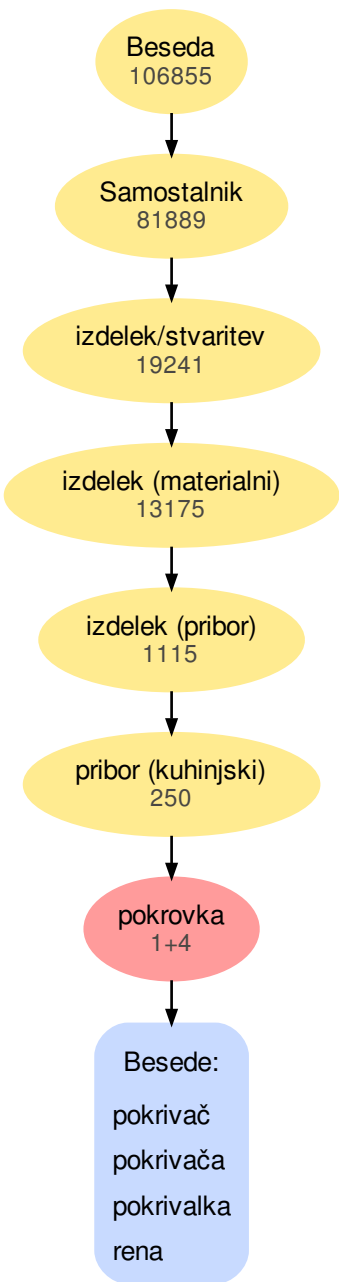 Beseda
106855
Samostalnik
81889
izdelek/stvaritev
19241
izdelek (materialni)
13175
izdelek (pribor)
1115
pribor (kuhinjski)
250
pokrovka
1+4
Besede:
pokrivač
pokrivača
pokrivalka
rena